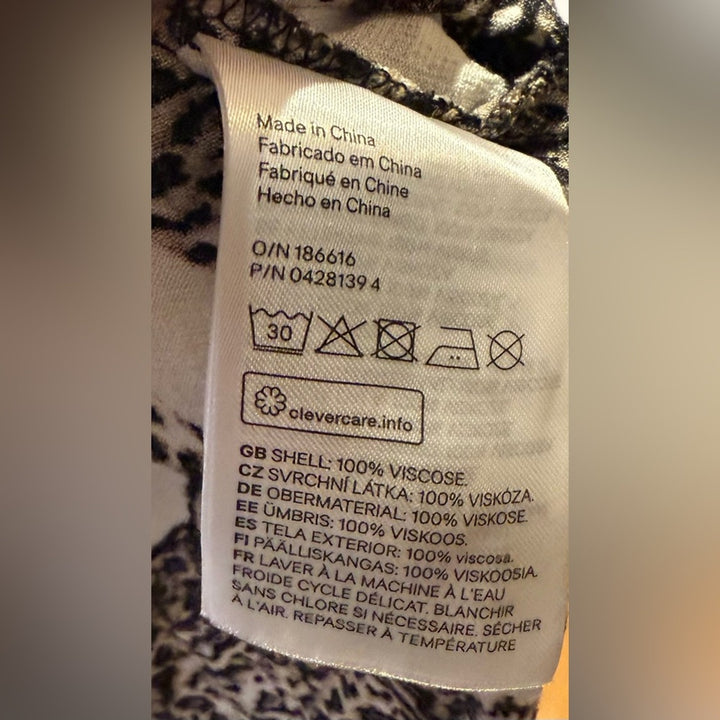 Made in China
Fabricado em China
Fabriqué en Chine
Hecho en China
O/N 186616
P/N 0428139 4
30
clevercare.info
GB SHELL: 100% VISCOSE.
CZ SVRCHNÍ LÁTKA: 100% VISKÓZA.
DE OBERMATERIAL: 100% VISKOSE.
EE ÜMBRIS: 100% VISKOOS.
ES TELA EXTERIOR: 100% viscosa.
FI PÄÄLLISKANGAS: 100% VISKOOSIA.
FR LAVER À LA MACHINE À L'EAU
FROIDE CYCLE DÉLICAT. BLANCHIR
SANS CHLORE SI NÉCESSAIRE. SÉCHER
À L'AIR. REPASSER À TEMPÉRATURE